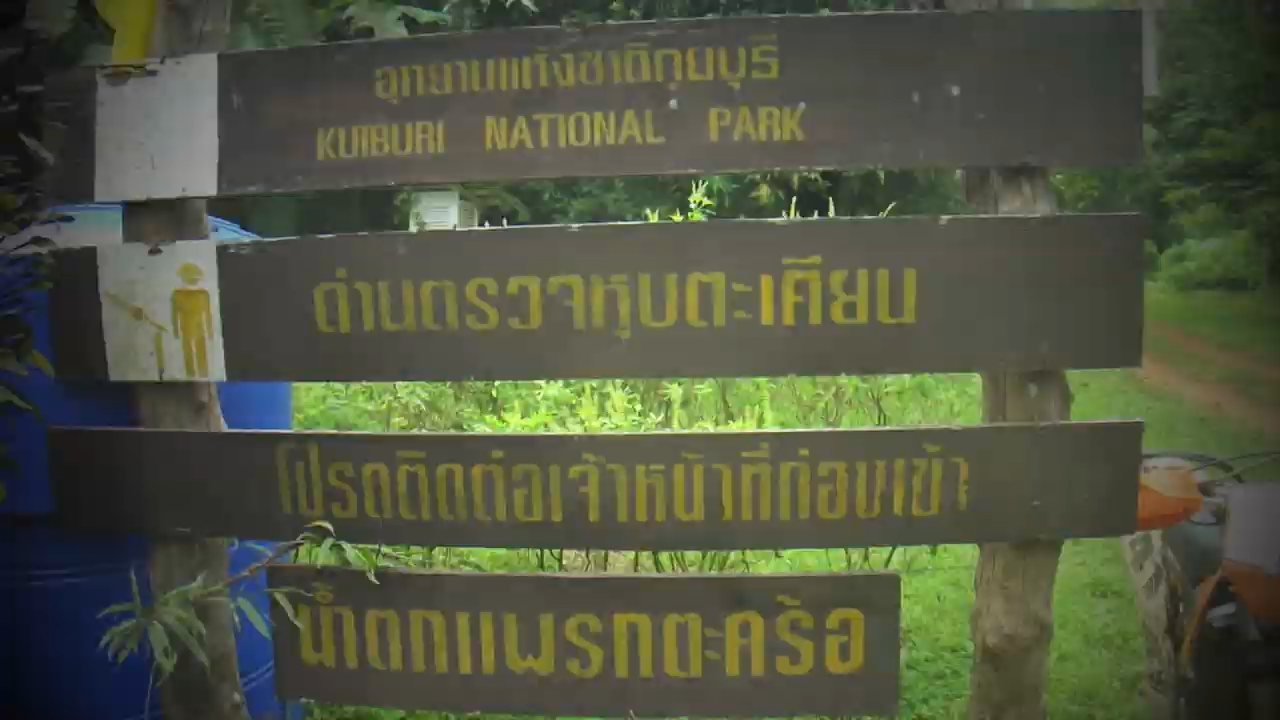 อุทยานแห่งชาติกุยบุรี
KUIBURI NATIONAL PARK
ด่านตรวจหุบตะเคียน
โปรดติดต่อเจ้าหน้าที่ก่อนเข้า
น้ำตกแพรกตะคร้อ